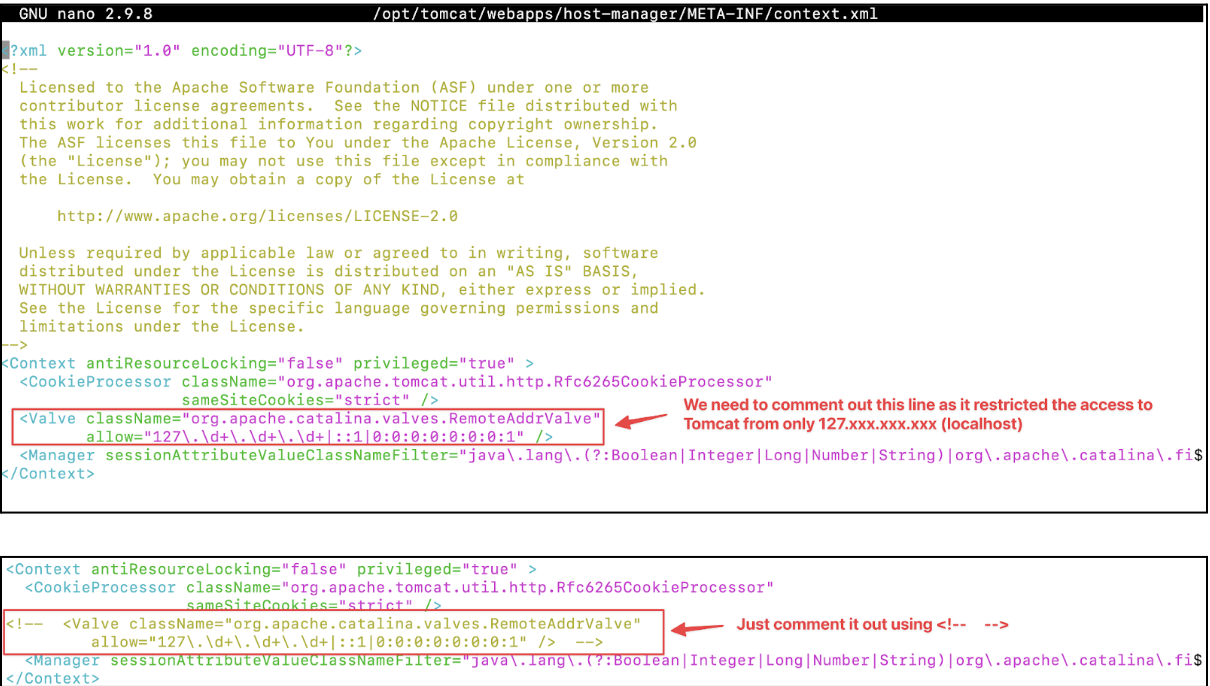 GNU nano 2.9.8 /opt/tomcat/webapps/host-manager/META-INF/context.xml
<?xml version="1.0" encoding="UTF-8"?>
<!--
  Licensed to the Apache Software Foundation (ASF) under one or more
  contributor license agreements.  See the NOTICE file distributed with
  this work for additional information regarding copyright ownership.
  The ASF licenses this file to You under the Apache License, Version 2.0
  (the "License"); you may not use this file except in compliance with
  the License.  You may obtain a copy of the License at
      http://www.apache.org/licenses/LICENSE-2.0
  Unless required by applicable law or agreed to in writing, software
  distributed under the License is distributed on an "AS IS" BASIS,
  WITHOUT WARRANTIES OR CONDITIONS OF ANY KIND, either express or implied.
  See the License for the specific language governing permissions and
  limitations under the License.
-->
<Context antiResourceLocking="false" privileged="true" >
  <CookieProcessor className="org.apache.tomcat.util.http.Rfc6265CookieProcessor"
                   sameSiteCookies="strict" />
  <Valve className="org.apache.catalina.valves.RemoteAddrValve"
         allow="127\.\d+\.\d+\.\d+|::1|0:0:0:0:0:0:0:1" />
We need to comment out this line as it restricted the access to
Tomcat from only 127.xxx.xxx.xxx (localhost)
  <Manager sessionAttributeValueClassNameFilter="java\.lang\.(?:Boolean|Integer|Long|Number|String)|org\.apache\.catalina\.fi$
</Context>
<Context antiResourceLocking="false" privileged="true" >
  <CookieProcessor className="org.apache.tomcat.util.http.Rfc6265CookieProcessor"
                   sameSiteCookies="strict" />
<!--  <Valve className="org.apache.catalina.valves.RemoteAddrValve"
         allow="127\.\d+\.\d+\.\d+|::1|0:0:0:0:0:0:0:1" />  -->
Just comment it out using <!--   -->
  <Manager sessionAttributeValueClassNameFilter="java\.lang\.(?:Boolean|Integer|Long|Number|String)|org\.apache\.catalina\.fi$
</Context>